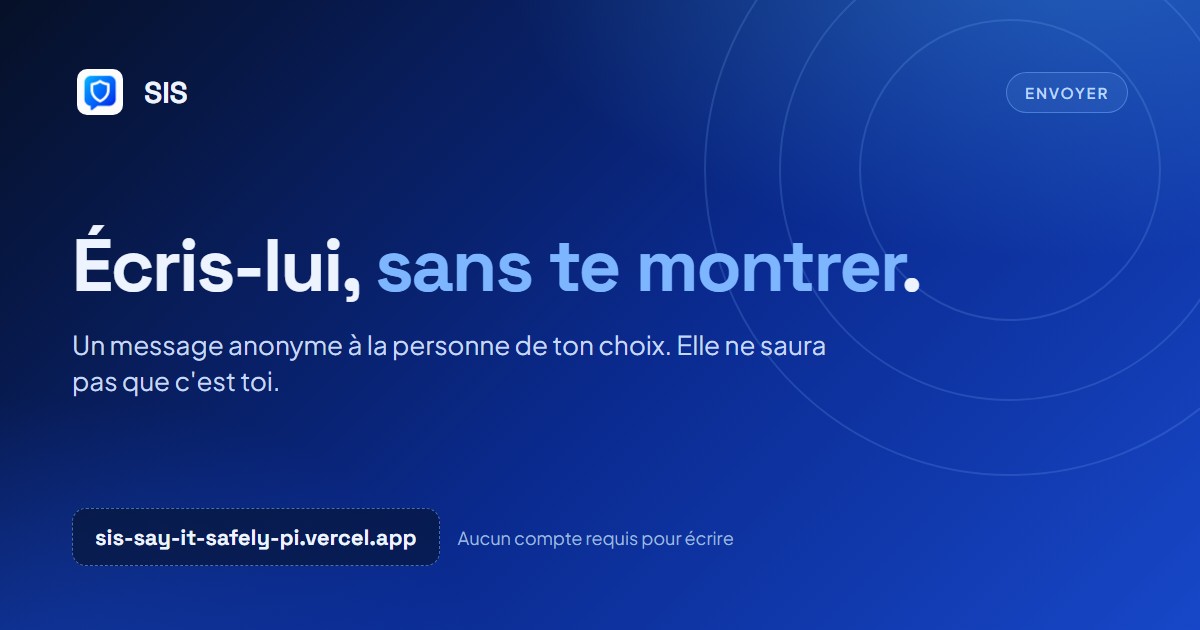 SIS
ENVOYER
Écris-lui, sans te montrer.
Un message anonyme à la personne de ton choix. Elle ne saura
pas que c'est toi.
sis-say-it-safely-pi.vercel.app
Aucun compte requis pour écrire